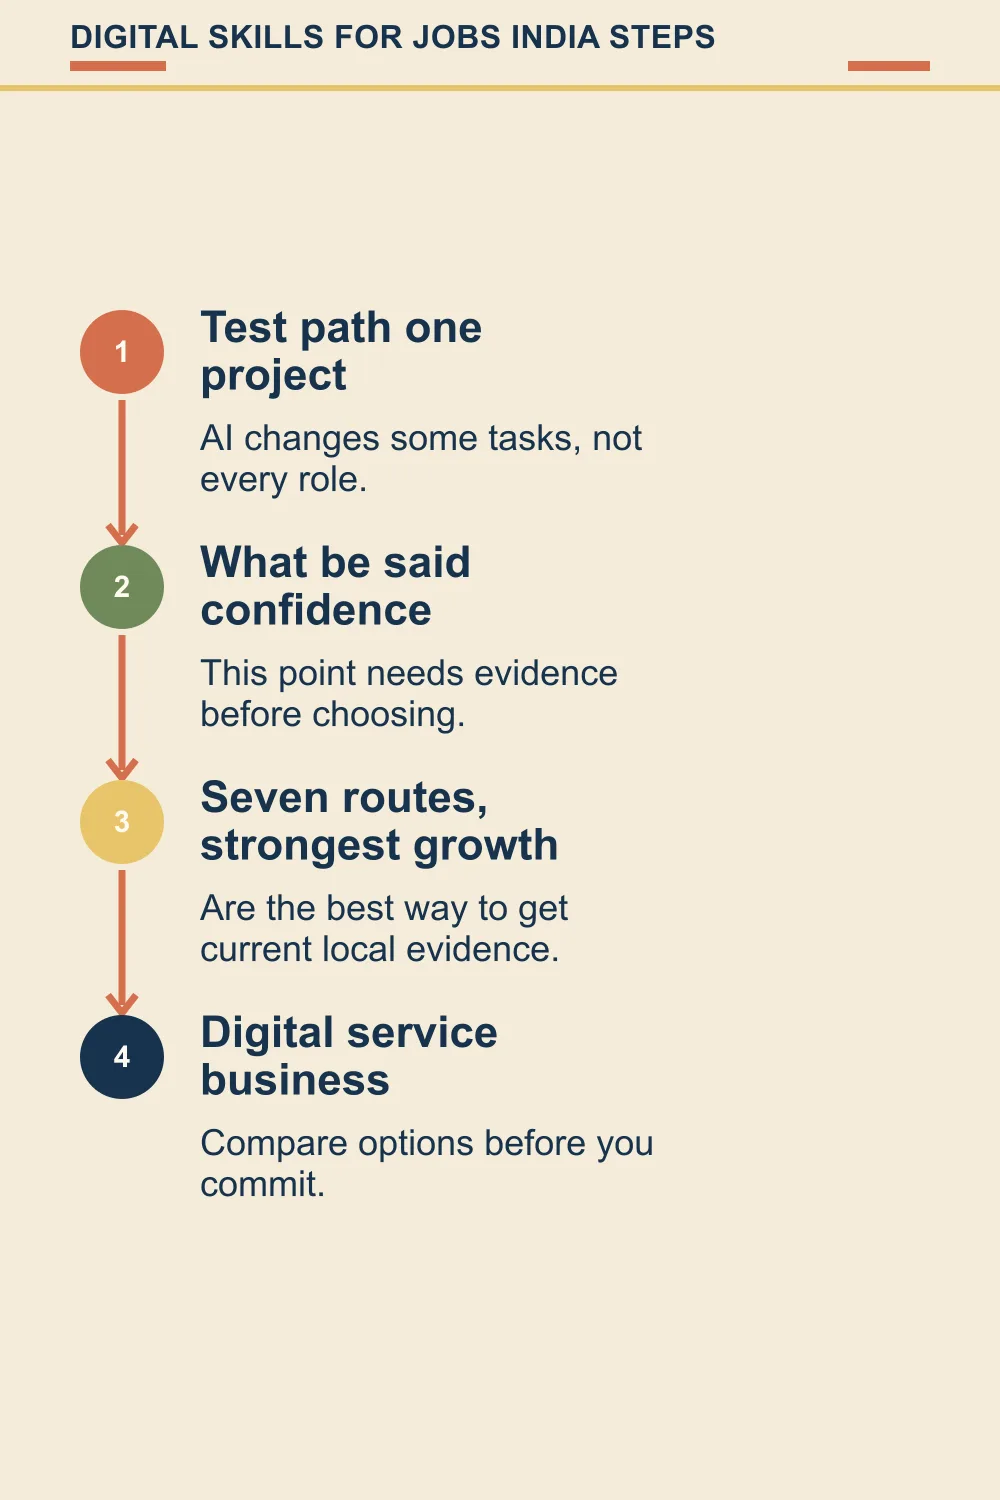 DIGITAL SKILLS FOR JOBS INDIA STEPS
1
Test path one
project
AI changes some tasks, not
every role.
2
What be said
confidence
This point needs evidence
before choosing.
3
Seven routes,
strongest growth
Are the best way to get
current local evidence.
4
Digital service
business
Compare options before you
commit.